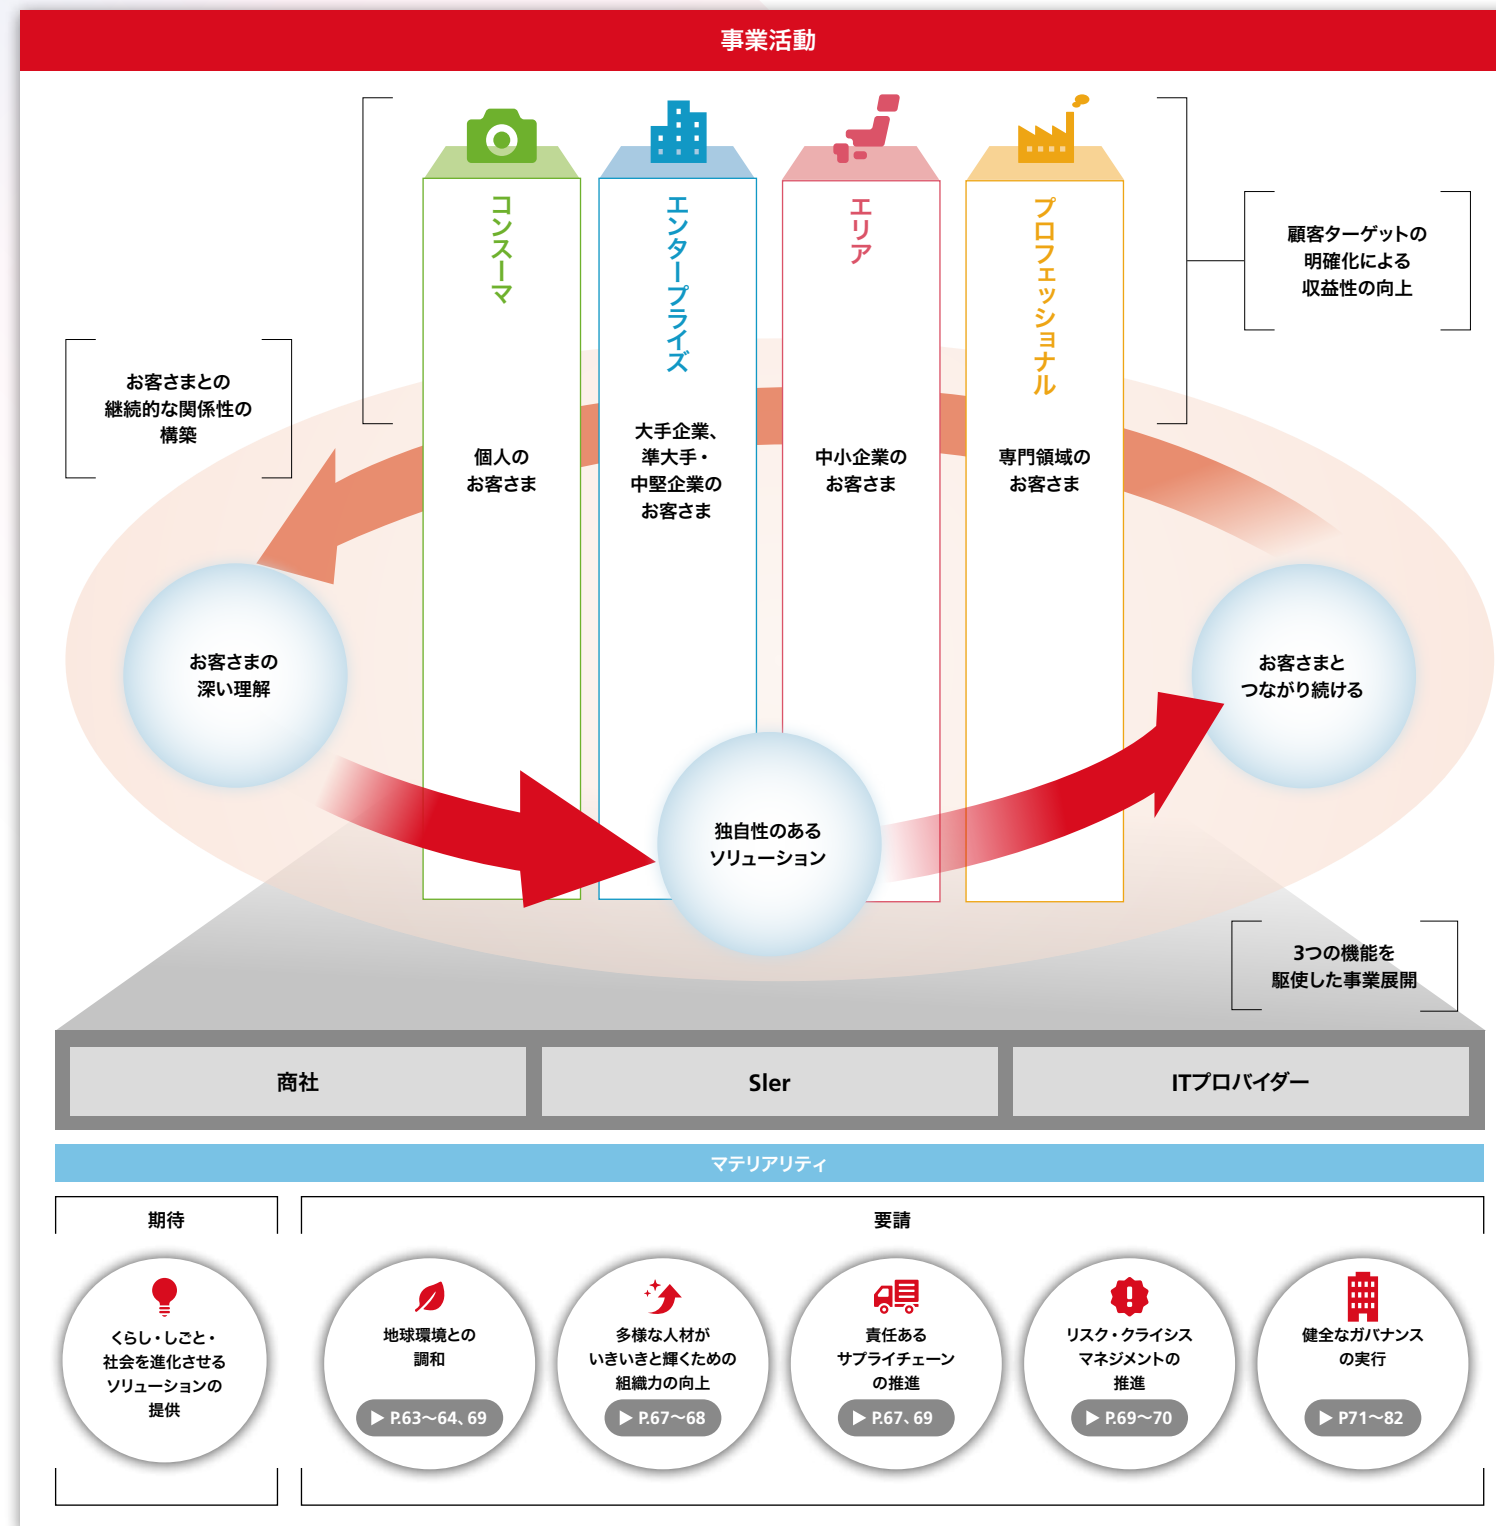 事業活動
コンスーマ
個人の
お客さま
エンタープライズ
大手企業、
準大手・
中堅企業の
お客さま
エリア
中小企業の
お客さま
プロフェッショナル
専門領域の
お客さま
顧客ターゲットの
明確化による
収益性の向上
お客さまとの
継続的な関係性の
構築
お客さまの
深い理解
独自性のある
ソリューション
お客さまと
つながり続ける
3つの機能を
駆使した事業展開
商社
SIer
ITプロバイダー
マテリアリティ
期待
くらし・しごと・
社会を進化させる
ソリューションの
提供
要請
地球環境との
調和
▶ P.63～64、69
多様な人材が
いきいきと輝くための
組織力の向上
▶ P.67～68
責任ある
サプライチェーン
の推進
▶ P.67、69
リスク・クライシス
マネジメントの
推進
▶ P.69～70
健全なガバナンス
の実行
▶ P71～82